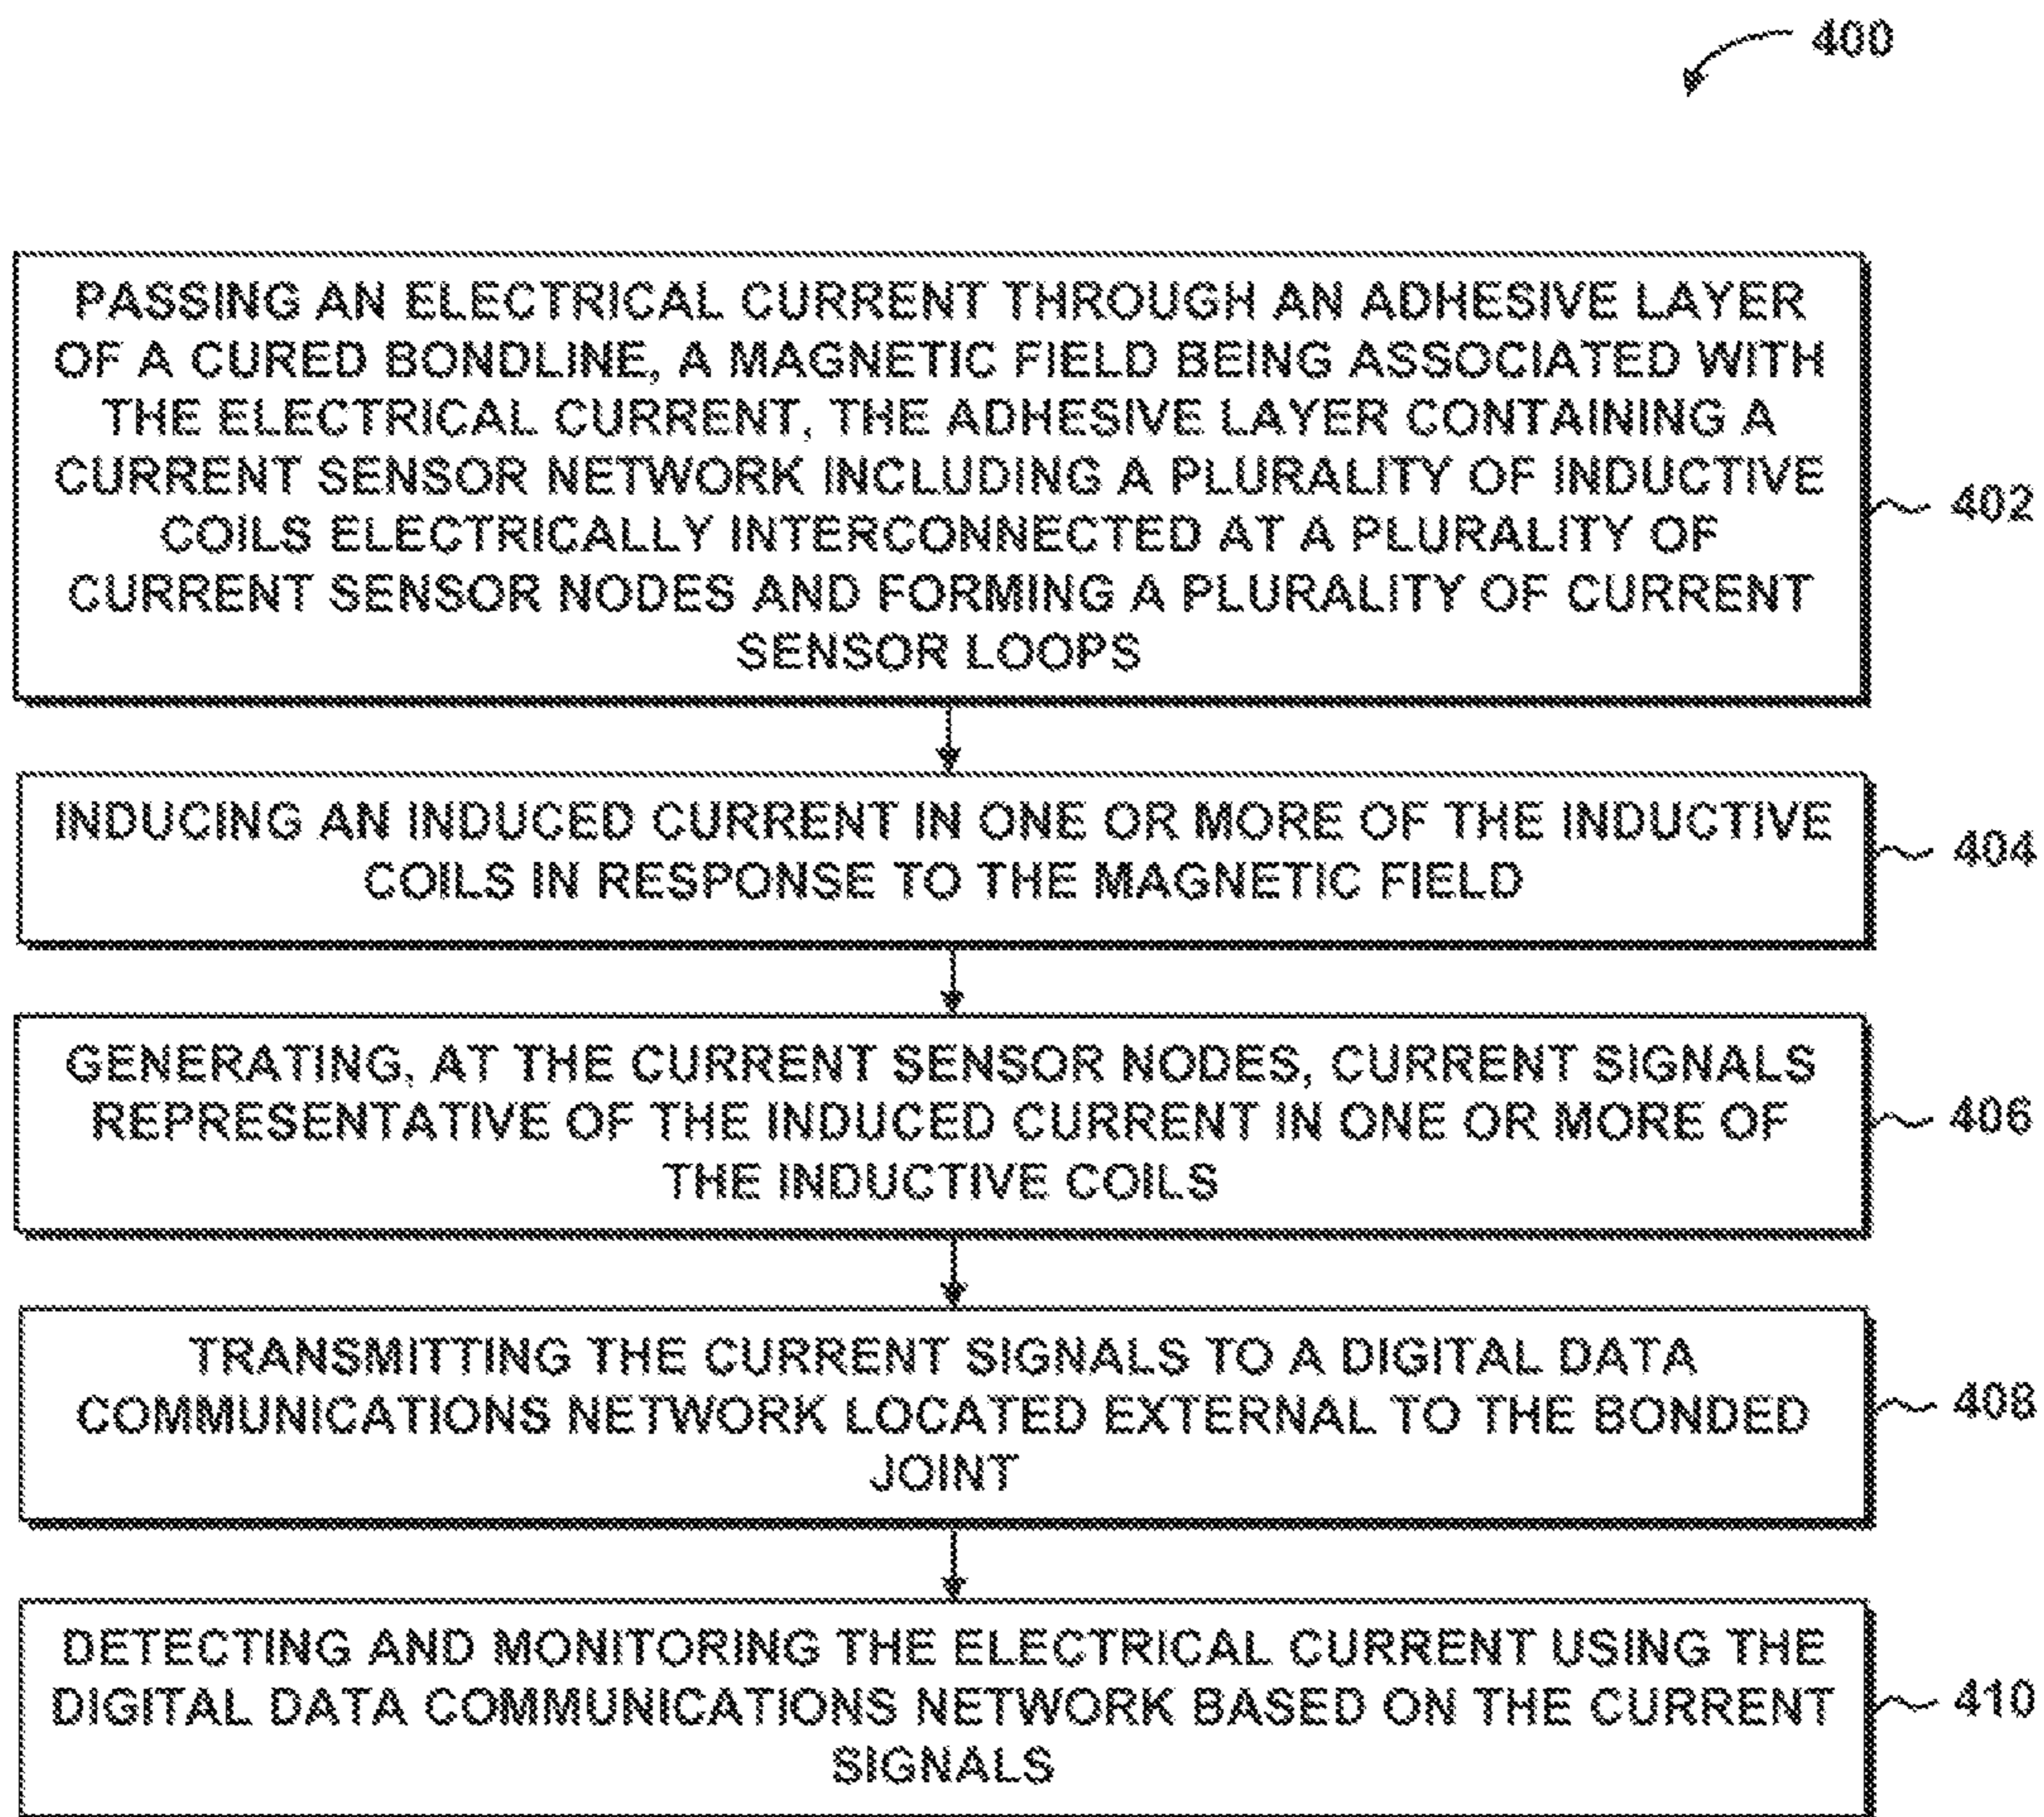 400
PASSING AN ELECTRICAL CURRENT THROUGH AN ADHESIVE LAYER
OF A CURED BONDLINE, A MAGNETIC FIELD BEING ASSOCIATED WITH
THE ELECTRICAL CURRENT, THE ADHESIVE LAYER CONTAINING A
CURRENT SENSOR NETWORK INCLUDING A PLURALITY OF INDUCTIVE
COILS ELECTRICALLY INTERCONNECTED AT A PLURALITY OF
CURRENT SENSOR NODES AND FORMING A PLURALITY OF CURRENT
SENSOR LOOPS
402
INDUCING AN INDUCED CURRENT IN ONE OR MORE OF THE INDUCTIVE
COILS IN RESPONSE TO THE MAGNETIC FIELD
404
GENERATING, AT THE CURRENT SENSOR NODES, CURRENT SIGNALS
REPRESENTATIVE OF THE INDUCED CURRENT IN ONE OR MORE OF
THE INDUCTIVE COILS
406
TRANSMITTING THE CURRENT SIGNALS TO A DIGITAL DATA
COMMUNICATIONS NETWORK LOCATED EXTERNAL TO THE BONDED
JOINT
408
DETECTING AND MONITORING THE ELECTRICAL CURRENT USING THE
DIGITAL DATA COMMUNICATIONS NETWORK BASED ON THE CURRENT
SIGNALS
410